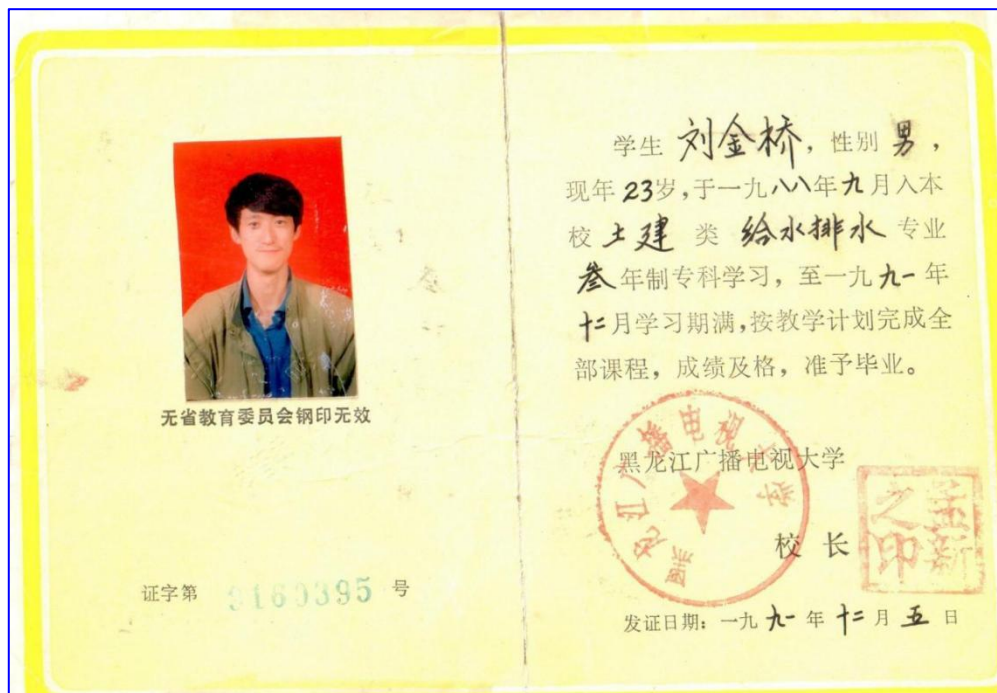 无省教育委员会钢印无效
证字第 9160395 号
学生 刘金桥，性别 男，
现年23岁，于一九八八年九月入本
校 土建 类 给水排水 专业
叁年制专科学习，至一九九一年
十二月学习期满，按教学计划完成全
部课程，成绩及格，准予毕业。
黑龙江广播电视大学
黑龙江广播电视大学
校长
之印
发证日期：一九九一年十二月五日